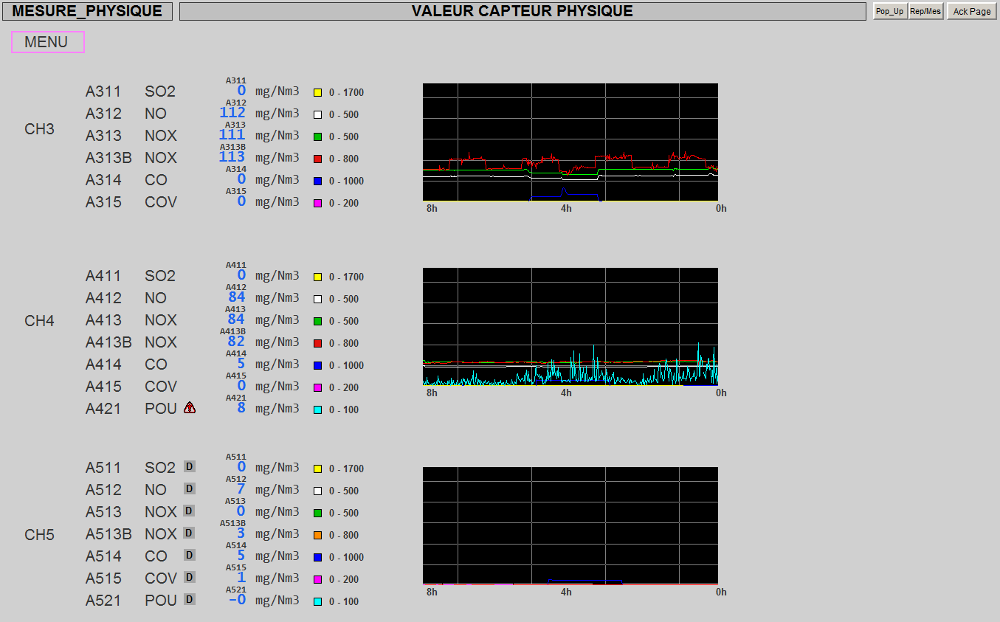 MESURE_PHYSIQUE VALEUR CAPTEUR PHYSIQUE Pop_Up Rep/Mes Ack Page
MENU
CH3
A311 SO2 A311 0 mg/Nm3 0 - 1700
A312 NO A312 112 mg/Nm3 0 - 500
A313 NOX A313 111 mg/Nm3 0 - 500
A313B NOX A313B 113 mg/Nm3 0 - 800
A314 CO A314 0 mg/Nm3 0 - 1000
A315 COV A315 0 mg/Nm3 0 - 200
8h 4h 0h
CH4
A411 SO2 A411 0 mg/Nm3 0 - 1700
A412 NO A412 84 mg/Nm3 0 - 500
A413 NOX A413 84 mg/Nm3 0 - 500
A413B NOX A413B 82 mg/Nm3 0 - 800
A414 CO A414 5 mg/Nm3 0 - 1000
A415 COV A415 0 mg/Nm3 0 - 200
A421 POU A421 8 mg/Nm3 0 - 100
8h 4h 0h
CH5
A511 SO2 D A511 0 mg/Nm3 0 - 1700
A512 NO D A512 7 mg/Nm3 0 - 500
A513 NOX D A513 0 mg/Nm3 0 - 500
A513B NOX D A513B 3 mg/Nm3 0 - 800
A514 CO D A514 5 mg/Nm3 0 - 1000
A515 COV D A515 1 mg/Nm3 0 - 200
A521 POU D A521 -0 mg/Nm3 0 - 100
8h 4h 0h